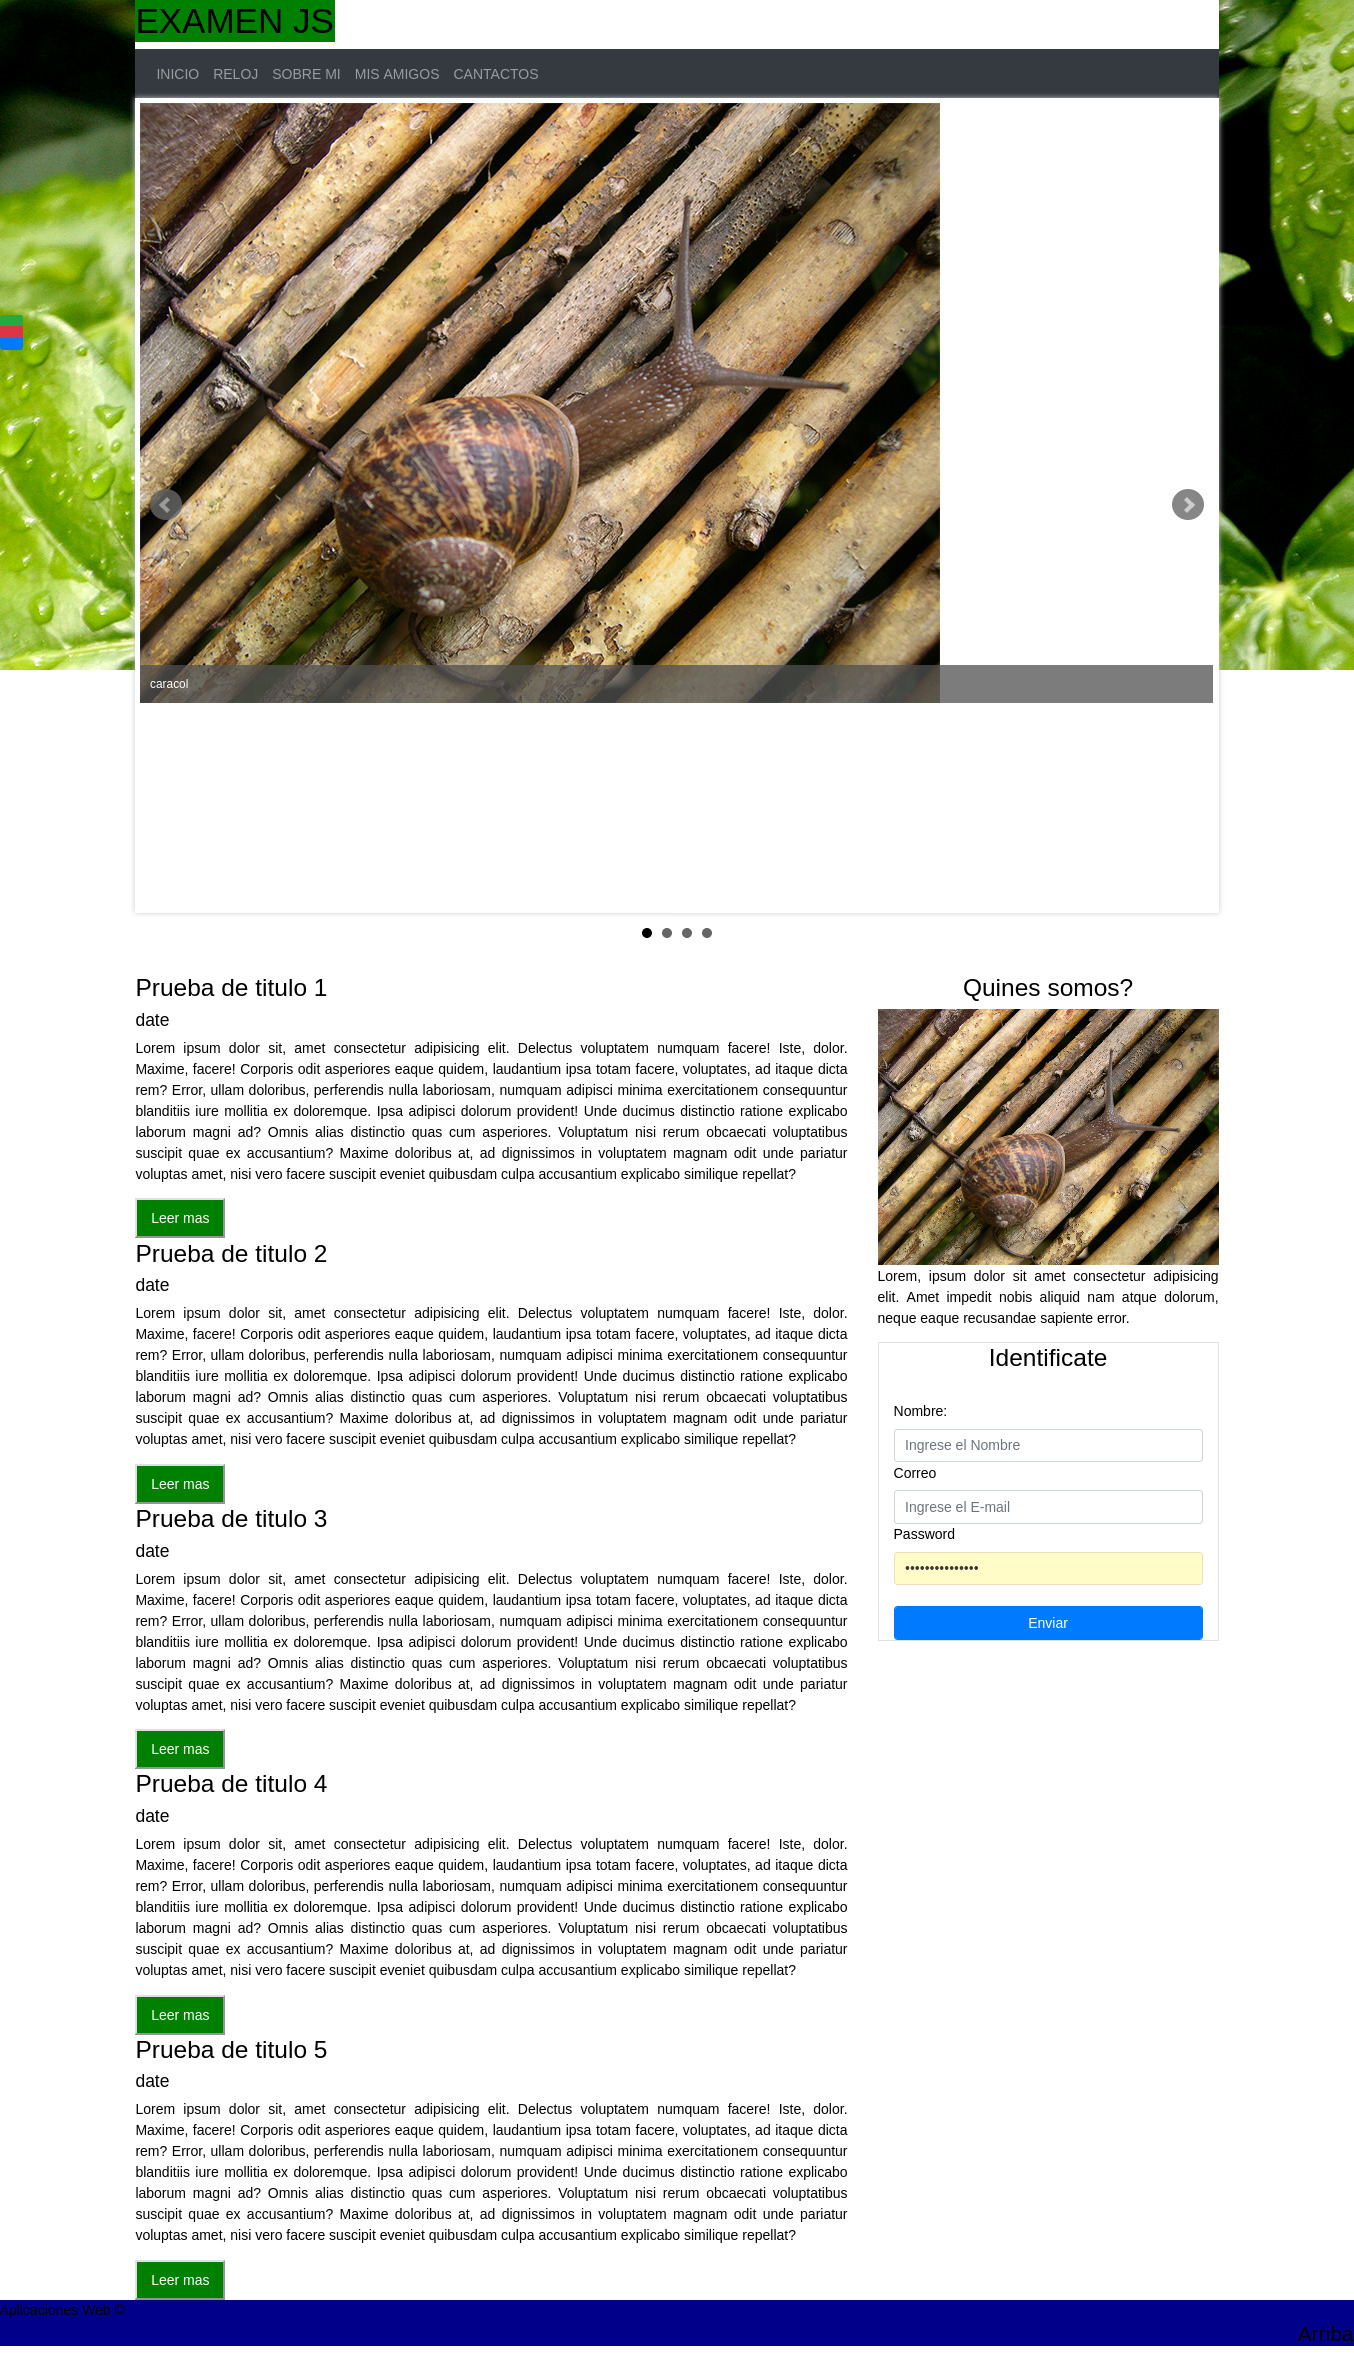 EXAMEN JS
INICIO RELOJ SOBRE MI MIS AMIGOS CANTACTOS
caracol
Prueba de titulo 1
date
Lorem ipsum dolor sit, amet consectetur adipisicing elit. Delectus voluptatem numquam facere! Iste, dolor.
Maxime, facere! Corporis odit asperiores eaque quidem, laudantium ipsa totam facere, voluptates, ad itaque dicta
rem? Error, ullam doloribus, perferendis nulla laboriosam, numquam adipisci minima exercitationem consequuntur
blanditiis iure mollitia ex doloremque. Ipsa adipisci dolorum provident! Unde ducimus distinctio ratione explicabo
laborum magni ad? Omnis alias distinctio quas cum asperiores. Voluptatum nisi rerum obcaecati voluptatibus
suscipit quae ex accusantium? Maxime doloribus at, ad dignissimos in voluptatem magnam odit unde pariatur
voluptas amet, nisi vero facere suscipit eveniet quibusdam culpa accusantium explicabo similique repellat?
Leer mas
Prueba de titulo 2
date
Lorem ipsum dolor sit, amet consectetur adipisicing elit. Delectus voluptatem numquam facere! Iste, dolor.
Maxime, facere! Corporis odit asperiores eaque quidem, laudantium ipsa totam facere, voluptates, ad itaque dicta
rem? Error, ullam doloribus, perferendis nulla laboriosam, numquam adipisci minima exercitationem consequuntur
blanditiis iure mollitia ex doloremque. Ipsa adipisci dolorum provident! Unde ducimus distinctio ratione explicabo
laborum magni ad? Omnis alias distinctio quas cum asperiores. Voluptatum nisi rerum obcaecati voluptatibus
suscipit quae ex accusantium? Maxime doloribus at, ad dignissimos in voluptatem magnam odit unde pariatur
voluptas amet, nisi vero facere suscipit eveniet quibusdam culpa accusantium explicabo similique repellat?
Leer mas
Prueba de titulo 3
date
Lorem ipsum dolor sit, amet consectetur adipisicing elit. Delectus voluptatem numquam facere! Iste, dolor.
Maxime, facere! Corporis odit asperiores eaque quidem, laudantium ipsa totam facere, voluptates, ad itaque dicta
rem? Error, ullam doloribus, perferendis nulla laboriosam, numquam adipisci minima exercitationem consequuntur
blanditiis iure mollitia ex doloremque. Ipsa adipisci dolorum provident! Unde ducimus distinctio ratione explicabo
laborum magni ad? Omnis alias distinctio quas cum asperiores. Voluptatum nisi rerum obcaecati voluptatibus
suscipit quae ex accusantium? Maxime doloribus at, ad dignissimos in voluptatem magnam odit unde pariatur
voluptas amet, nisi vero facere suscipit eveniet quibusdam culpa accusantium explicabo similique repellat?
Leer mas
Prueba de titulo 4
date
Lorem ipsum dolor sit, amet consectetur adipisicing elit. Delectus voluptatem numquam facere! Iste, dolor.
Maxime, facere! Corporis odit asperiores eaque quidem, laudantium ipsa totam facere, voluptates, ad itaque dicta
rem? Error, ullam doloribus, perferendis nulla laboriosam, numquam adipisci minima exercitationem consequuntur
blanditiis iure mollitia ex doloremque. Ipsa adipisci dolorum provident! Unde ducimus distinctio ratione explicabo
laborum magni ad? Omnis alias distinctio quas cum asperiores. Voluptatum nisi rerum obcaecati voluptatibus
suscipit quae ex accusantium? Maxime doloribus at, ad dignissimos in voluptatem magnam odit unde pariatur
voluptas amet, nisi vero facere suscipit eveniet quibusdam culpa accusantium explicabo similique repellat?
Leer mas
Prueba de titulo 5
date
Lorem ipsum dolor sit, amet consectetur adipisicing elit. Delectus voluptatem numquam facere! Iste, dolor.
Maxime, facere! Corporis odit asperiores eaque quidem, laudantium ipsa totam facere, voluptates, ad itaque dicta
rem? Error, ullam doloribus, perferendis nulla laboriosam, numquam adipisci minima exercitationem consequuntur
blanditiis iure mollitia ex doloremque. Ipsa adipisci dolorum provident! Unde ducimus distinctio ratione explicabo
laborum magni ad? Omnis alias distinctio quas cum asperiores. Voluptatum nisi rerum obcaecati voluptatibus
suscipit quae ex accusantium? Maxime doloribus at, ad dignissimos in voluptatem magnam odit unde pariatur
voluptas amet, nisi vero facere suscipit eveniet quibusdam culpa accusantium explicabo similique repellat?
Leer mas
Quines somos?
Lorem, ipsum dolor sit amet consectetur adipisicing
elit. Amet impedit nobis aliquid nam atque dolorum,
neque eaque recusandae sapiente error.
Identificate
Nombre:
Ingrese el Nombre
Correo
Ingrese el E-mail
Password
•••••••••••••••
Enviar
Aplicaciones Web ©
Arriba